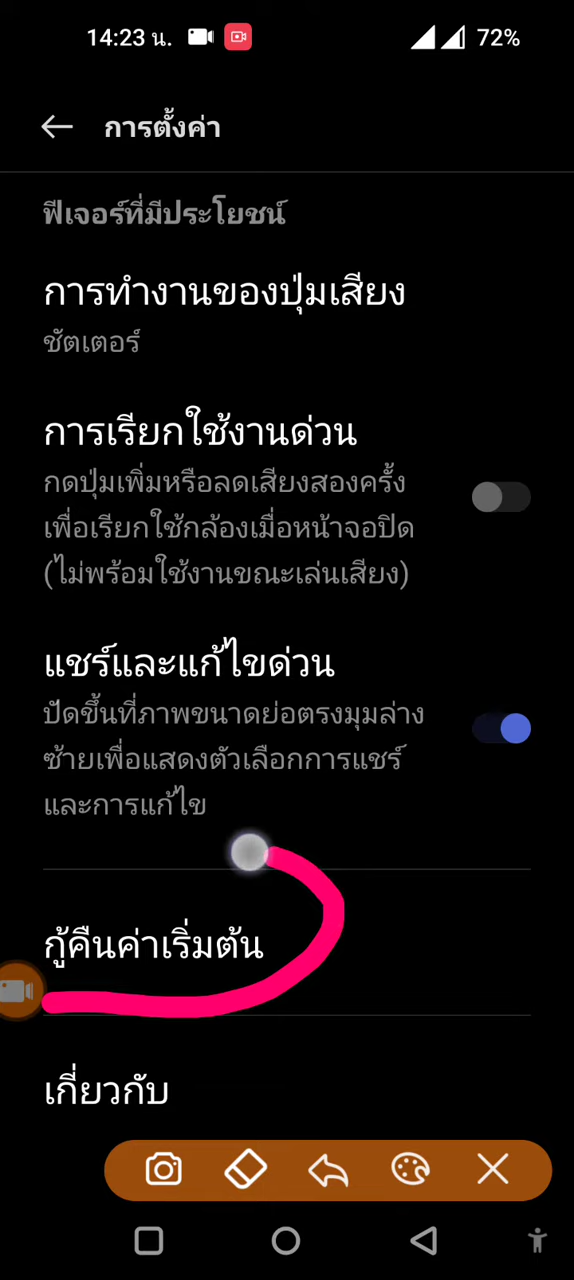 14:23 น.
72%
การตั้งค่า
ฟีเจอร์ที่มีประโยชน์
การทำงานของปุ่มเสียง
ชัตเตอร์
การเรียกใช้งานด่วน
กดปุ่มเพิ่มหรือลดเสียงสองครั้ง
เพื่อเรียกใช้กล้องเมื่อหน้าจอปิด
(ไม่พร้อมใช้งานขณะเล่นเสียง)
แชร์และแก้ไขด่วน
ปัดขึ้นที่ภาพขนาดย่อตรงมุมล่าง
ซ้ายเพื่อแสดงตัวเลือกการแชร์
และการแก้ไข
กู้คืนค่าเริ่มต้น
เกี่ยวกับ